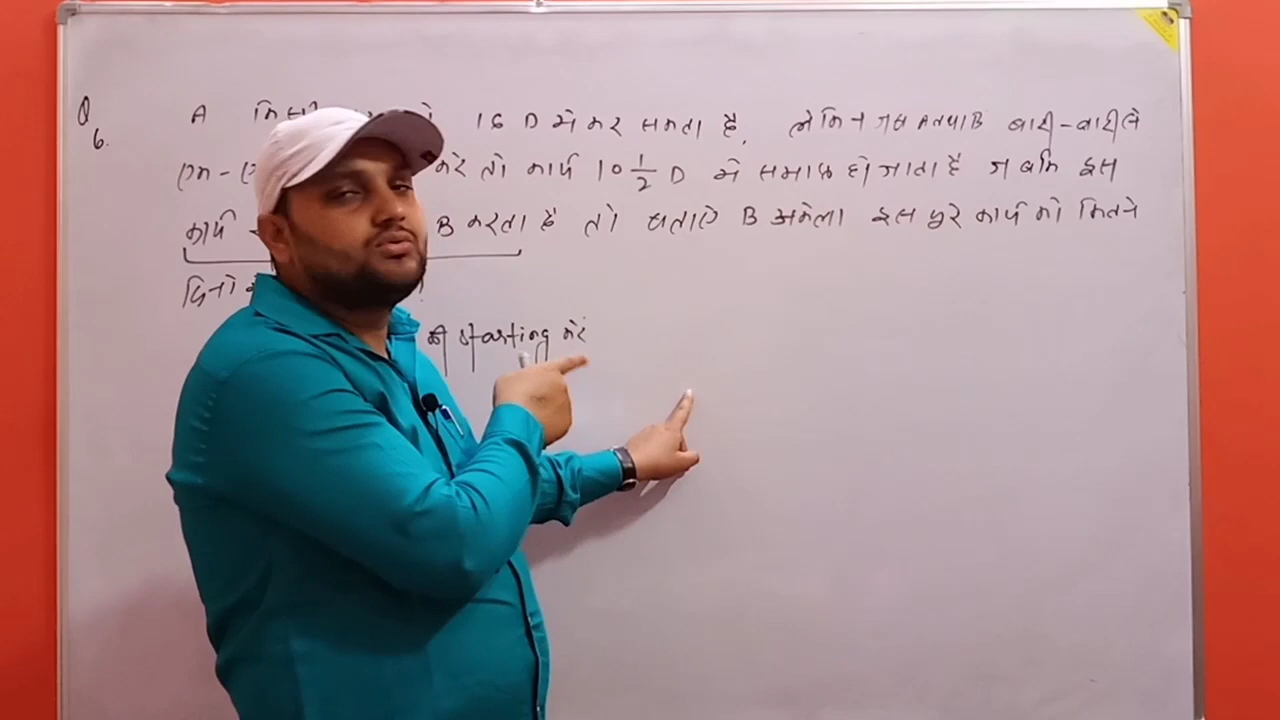 Q 6. A किसी 16 D मे कर सकता है, लेकिन जब A तथा B बारी-बारी से
एक- करे तो कार्य 10 1/2 D मे समाप्त हो जाता है जबकि इस
कार्य B करता है तो बताऐ B अकेला इस पूरे कार्य को कितने
दिनो
की starting करे